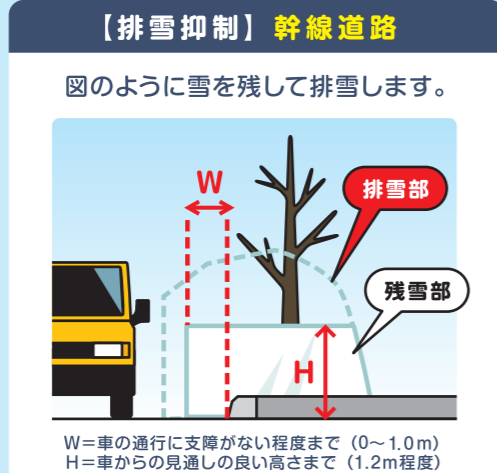 【排雪抑制】幹線道路
図のように雪を残して排雪します。
W
排雪部
残雪部
H
W＝車の通行に支障がない程度まで（0〜1.0m）
H＝車からの見通しの良い高さまで（1.2m程度）